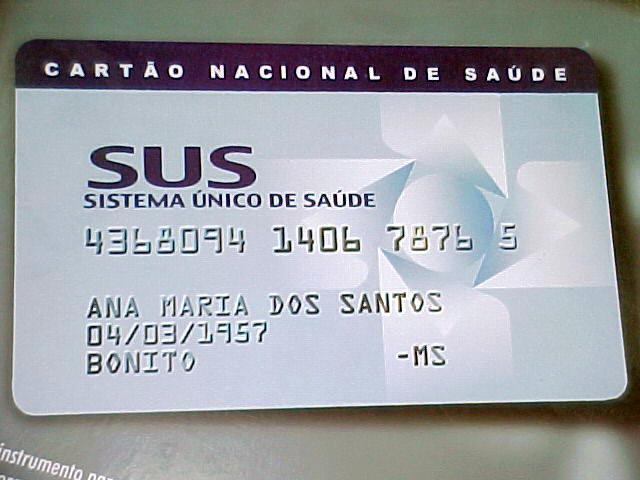 CARTÃO NACIONAL DE SAÚDE
SUS
SISTEMA ÚNICO DE SAÚDE
4368094 1406 7876 5
ANA MARIA DOS SANTOS
04/03/1957
BONITO -MS
instrumento